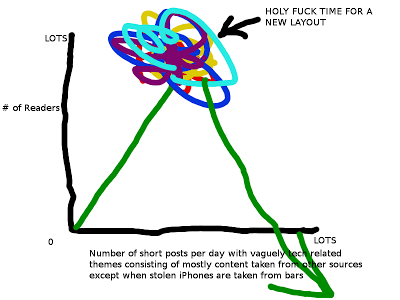 HOLY FUCK TIME FOR A
NEW LAYOUT
LOTS
# of Readers
0
LOTS
Number of short posts per day with vaguely tech related
themes consisting of mostly content taken from other sources
except when stolen iPhones are taken from bars